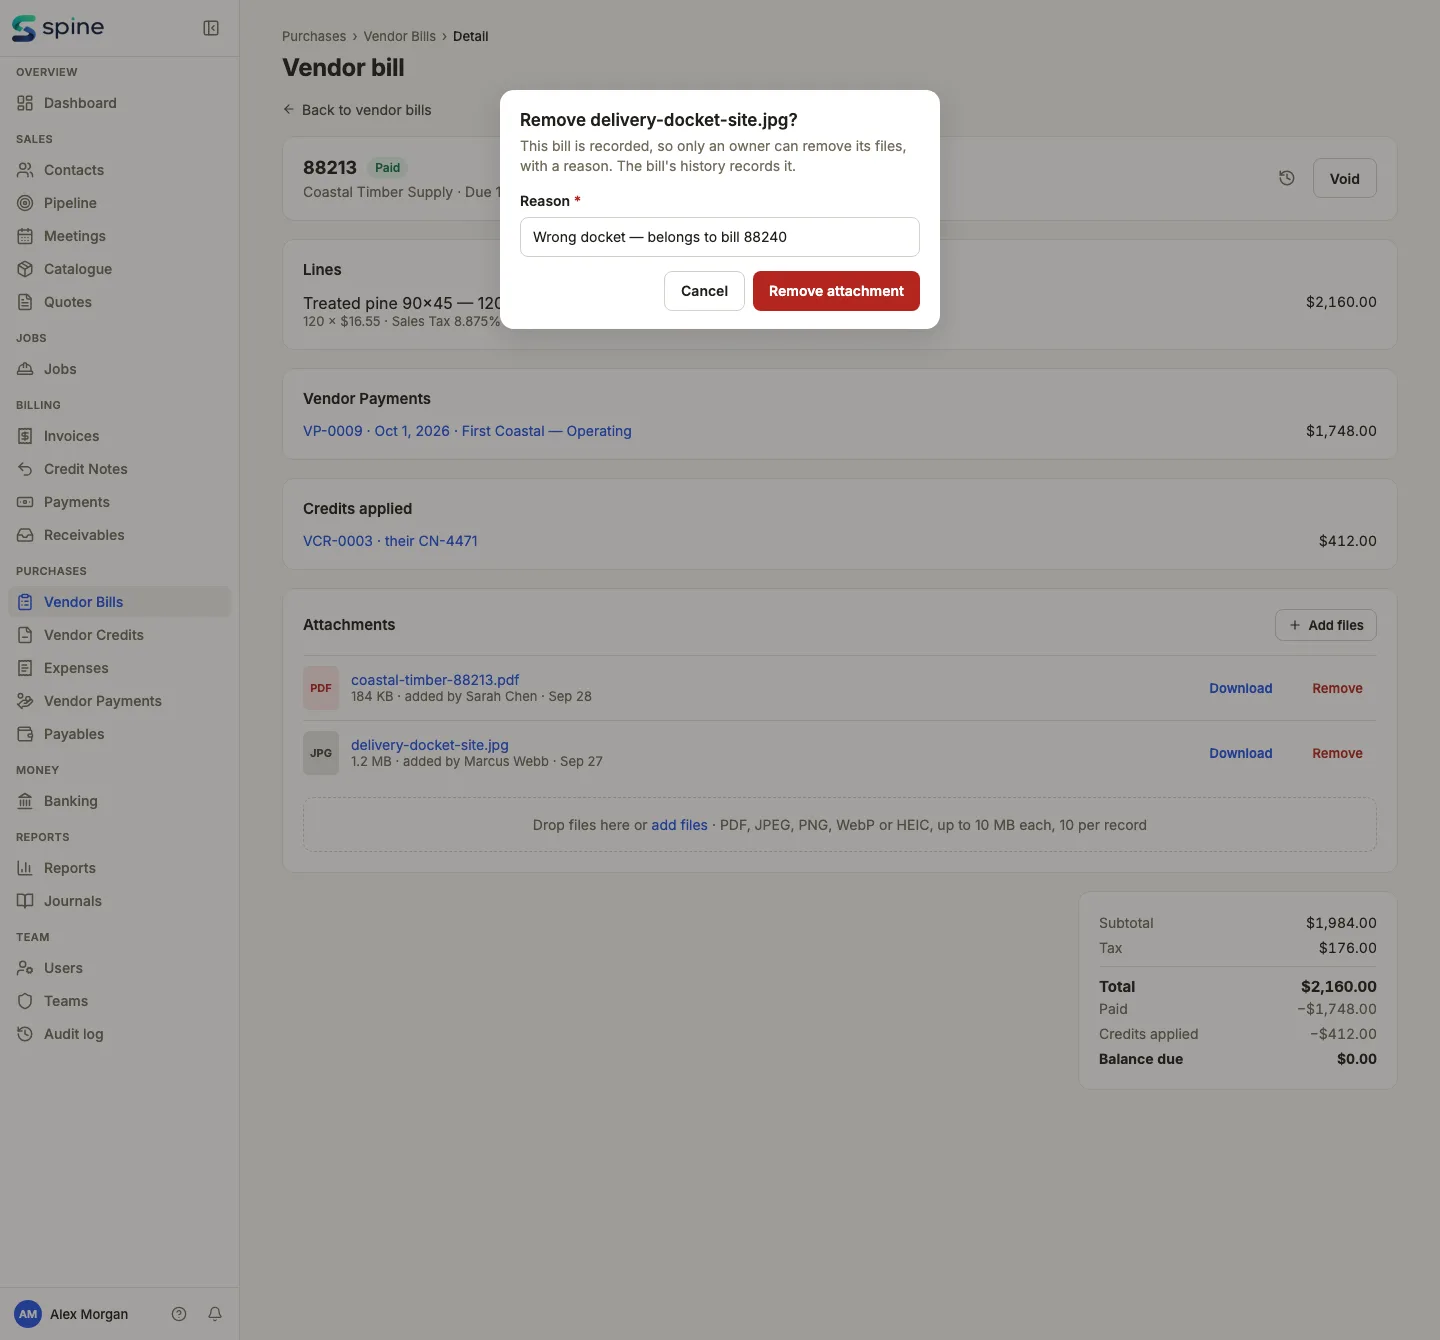 spine
OVERVIEW
Dashboard
SALES
Contacts
Pipeline
Meetings
Catalogue
Quotes
JOBS
Jobs
BILLING
Invoices
Credit Notes
Payments
Receivables
PURCHASES
Vendor Bills
Vendor Credits
Expenses
Vendor Payments
Payables
MONEY
Banking
REPORTS
Reports
Journals
TEAM
Users
Teams
Audit log
AM Alex Morgan
Purchases › Vendor Bills › Detail
Vendor bill
← Back to vendor bills
88213 Paid
Coastal Timber Supply · Due
Void
Remove delivery-docket-site.jpg?
This bill is recorded, so only an owner can remove its files,
with a reason. The bill's history records it.
Reason *
Wrong docket — belongs to bill 88240
Cancel Remove attachment
Lines
Treated pine 90×45 — 120
$2,160.00
120 × $16.55 · Sales Tax 8.875%
Vendor Payments
VP-0009 · Oct 1, 2026 · First Coastal — Operating $1,748.00
Credits applied
VCR-0003 · their CN-4471 $412.00
Attachments
+ Add files
PDF
coastal-timber-88213.pdf
184 KB · added by Sarah Chen · Sep 28
Download Remove
JPG
delivery-docket-site.jpg
1.2 MB · added by Marcus Webb · Sep 27
Download Remove
Drop files here or add files · PDF, JPEG, PNG, WebP or HEIC, up to 10 MB each, 10 per record
Subtotal $1,984.00
Tax $176.00
Total $2,160.00
Paid −$1,748.00
Credits applied −$412.00
Balance due $0.00